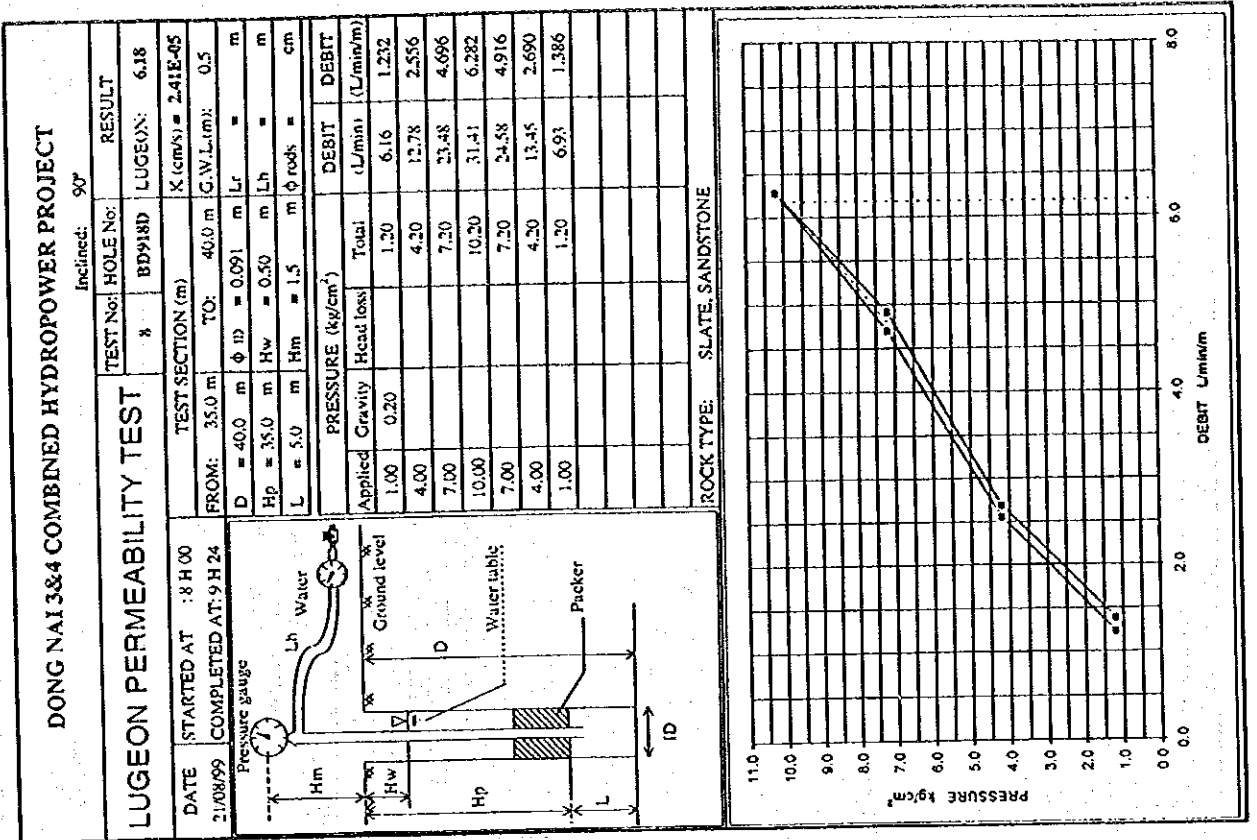 DONG NAI 3&4 COMBINED HYDROPOWER PROJECT
Inclined: 90°
LUGEON PERMEABILITY TEST
TEST No: HOLE No: RESULT
8 BD918D LUGEON: 6.18
DATE STARTED AT : 8 H 00 TEST SECTION (m) K (cm/s) = 2.41E-05
21/08/99 COMPLETED AT: 9 H 24 FROM: 35.0 m TO: 40.0 m G.W.L(m): 0.5
D = 40.0 m ϕ ID = 0.091 m Lr = m
Hp = 35.0 m Hw = 0.50 m Lh = m
L = 5.0 m Hm = 1.5 m ϕ rods = cm
PRESSURE (kg/cm²) DEBIT DEBIT
Applied Gravity Head loss Total (L/min) (L/min/m)
1.00 0.20 1.20 6.16 1.232
4.00 4.20 12.78 2.556
7.00 7.20 23.48 4.696
10.00 10.20 31.41 6.282
7.00 7.20 24.58 4.916
4.00 4.20 13.45 2.690
1.00 1.20 6.93 1.386
Pressure gauge
Lh
Water
Ground level
Hm
Hw
D
Water table
Hp
Packer
L
ID
ROCK TYPE: SLATE, SANDSTONE
PRESSURE kg/cm²
11.0
10.0
9.0
8.0
7.0
6.0
5.0
4.0
3.0
2.0
1.0
0.0
0.0 2.0 4.0 6.0 8.0
DEBIT L/min/m